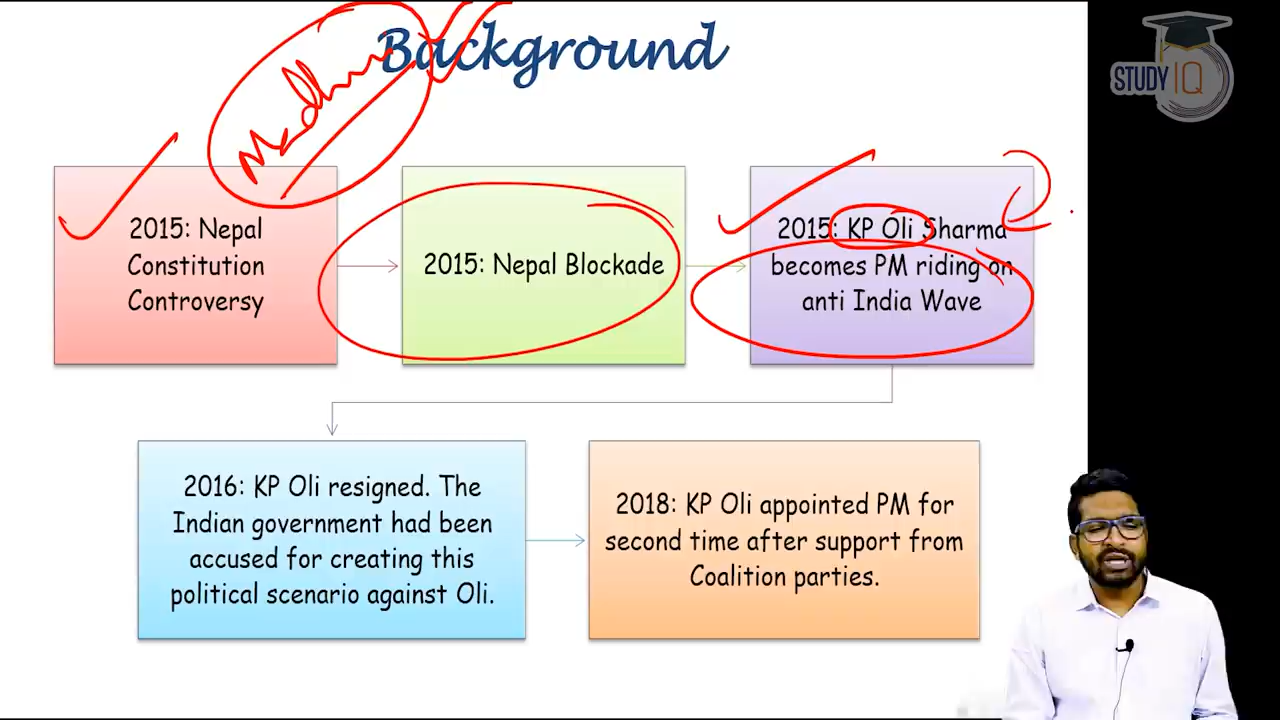 Background
STUDY IQ
2015: Nepal
Constitution
Controversy
2015: Nepal Blockade
2015: KP Oli Sharma
becomes PM riding on
anti India Wave
2016: KP Oli resigned. The
Indian government had been
accused for creating this
political scenario against Oli.
2018: KP Oli appointed PM for
second time after support from
Coalition parties.